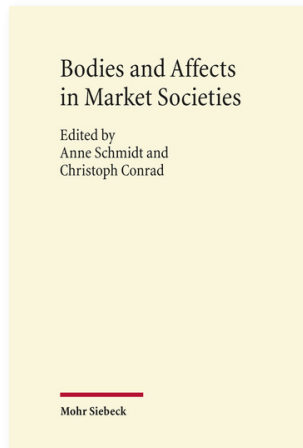 Bodies and Affects
in Market Societies
Edited by
Anne Schmidt and
Christoph Conrad
Mohr Siebeck